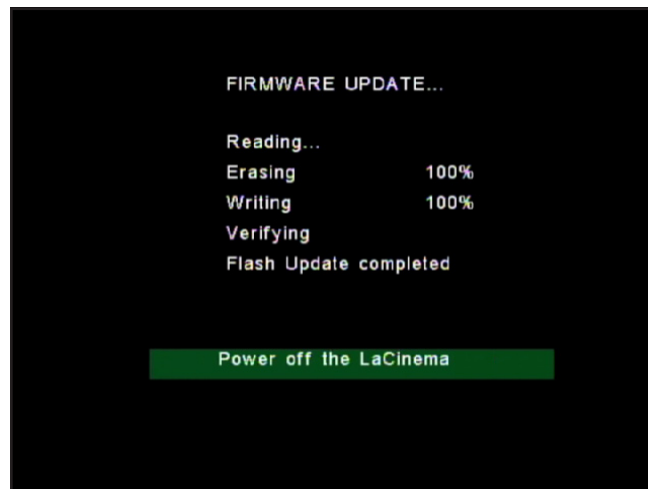 FIRMWARE UPDATE...
Reading...
Erasing 100%
Writing 100%
Verifying
Flash Update completed
Power off the LaCinema